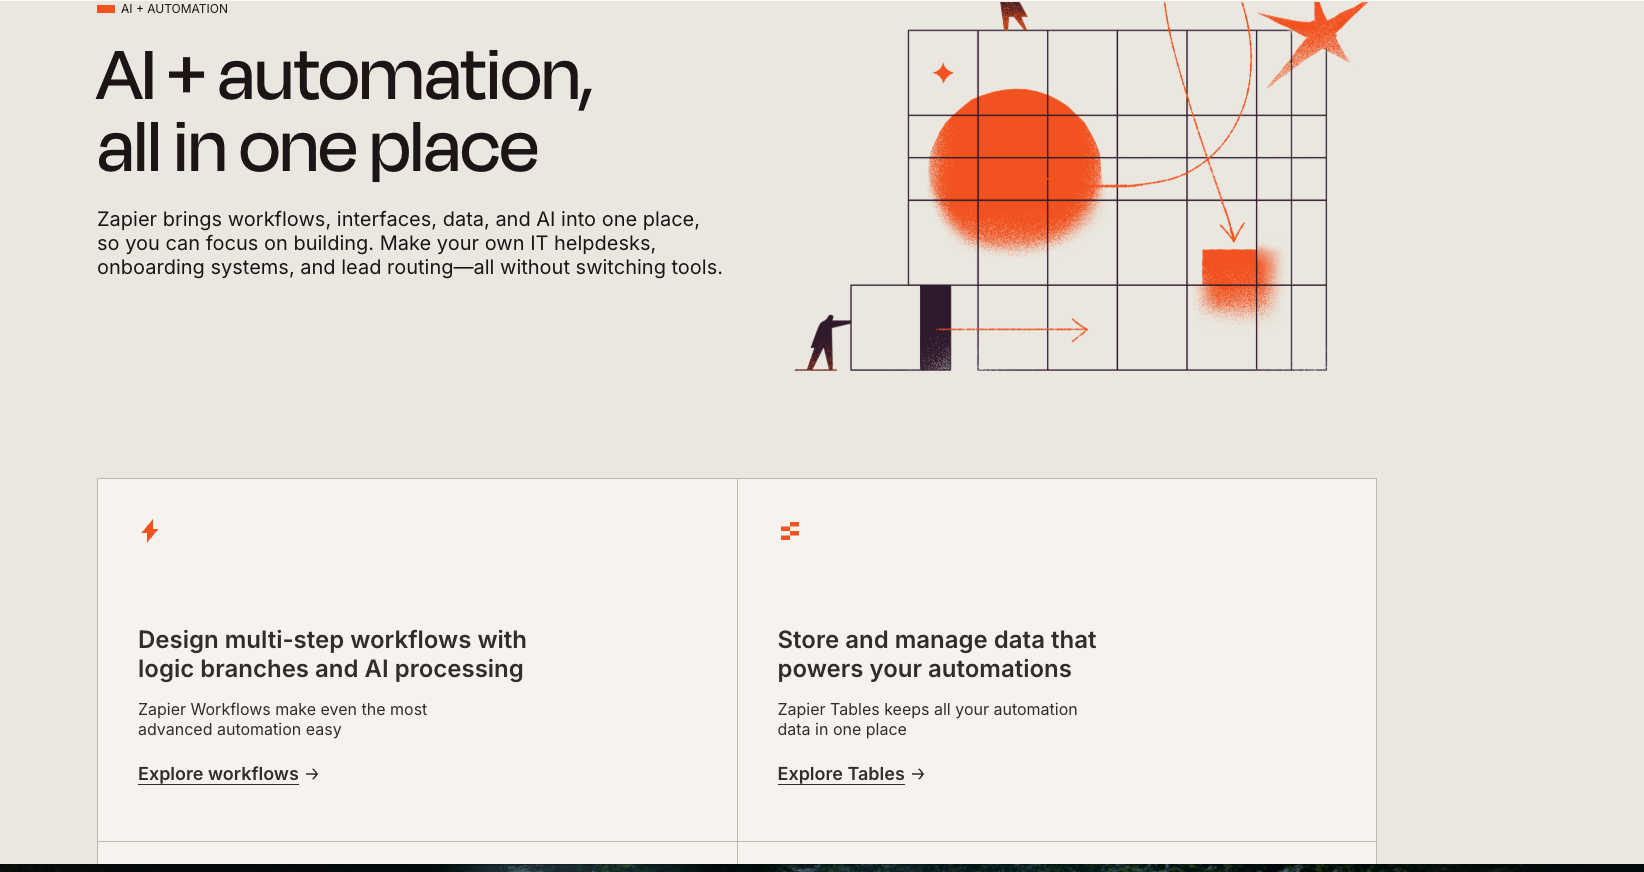 AI + AUTOMATION
AI + automation,
all in one place
Zapier brings workflows, interfaces, data, and AI into one place,
so you can focus on building. Make your own IT helpdesks,
onboarding systems, and lead routing—all without switching tools.
Design multi-step workflows with
logic branches and AI processing
Zapier Workflows make even the most
advanced automation easy
Explore workflows →
Store and manage data that
powers your automations
Zapier Tables keeps all your automation
data in one place
Explore Tables →